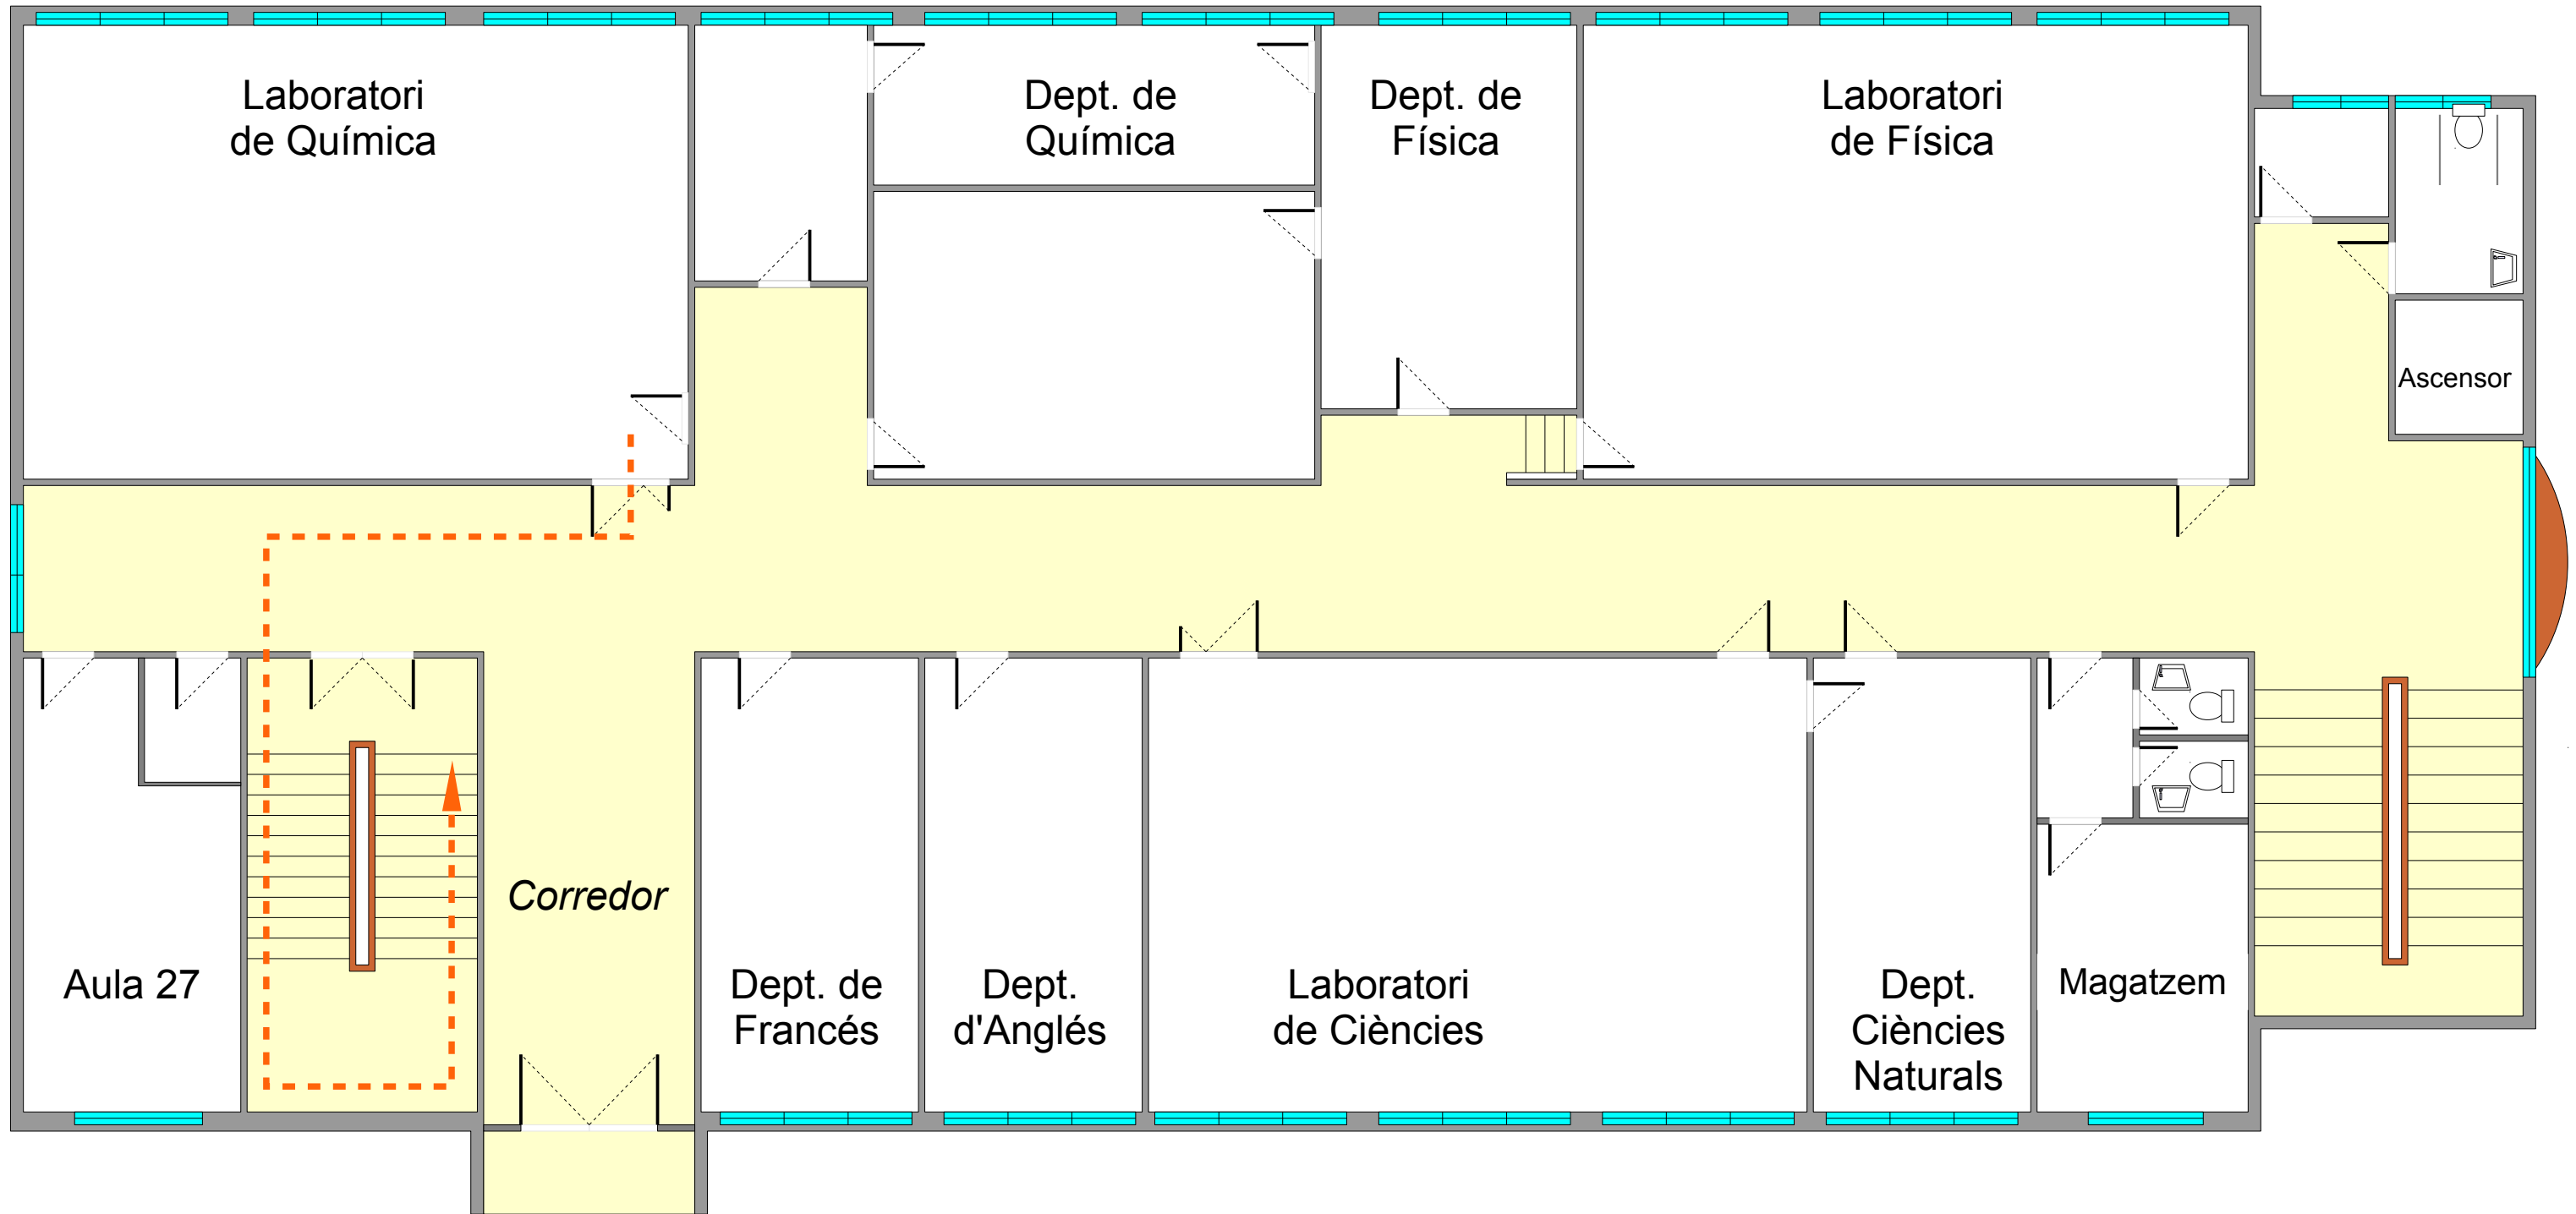 Laboratori
de Química
Dept. de
Química
Dept. de
Física
Laboratori
de Física
Ascensor
Corredor
Aula 27
Dept. de
Francés
Dept.
d'Anglés
Laboratori
de Ciències
Dept.
Ciències
Naturals
Magatzem